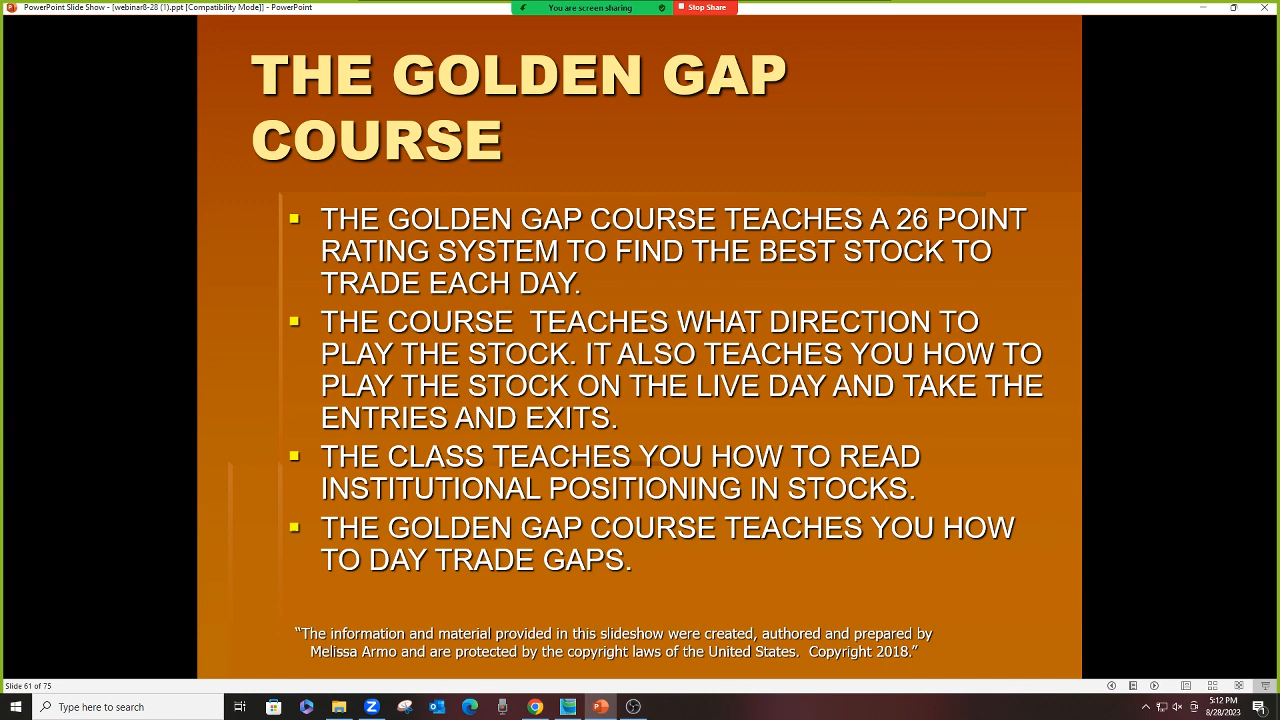 PowerPoint Slide Show - [webinar8-28 (1).ppt [Compatibility Mode]] - PowerPoint
You are screen sharing
Stop Share
THE GOLDEN GAP
COURSE
THE GOLDEN GAP COURSE TEACHES A 26 POINT
RATING SYSTEM TO FIND THE BEST STOCK TO
TRADE EACH DAY.
THE COURSE  TEACHES WHAT DIRECTION TO
PLAY THE STOCK. IT ALSO TEACHES YOU HOW TO
PLAY THE STOCK ON THE LIVE DAY AND TAKE THE
ENTRIES AND EXITS.
THE CLASS TEACHES YOU HOW TO READ
INSTITUTIONAL POSITIONING IN STOCKS.
THE GOLDEN GAP COURSE TEACHES YOU HOW
TO DAY TRADE GAPS.
“The information and material provided in this slideshow were created, authored and prepared by
Melissa Armo and are protected by the copyright laws of the United States.  Copyright 2018.”
Slide 61 of 75
Type here to search
5:12 PM
8/28/2023